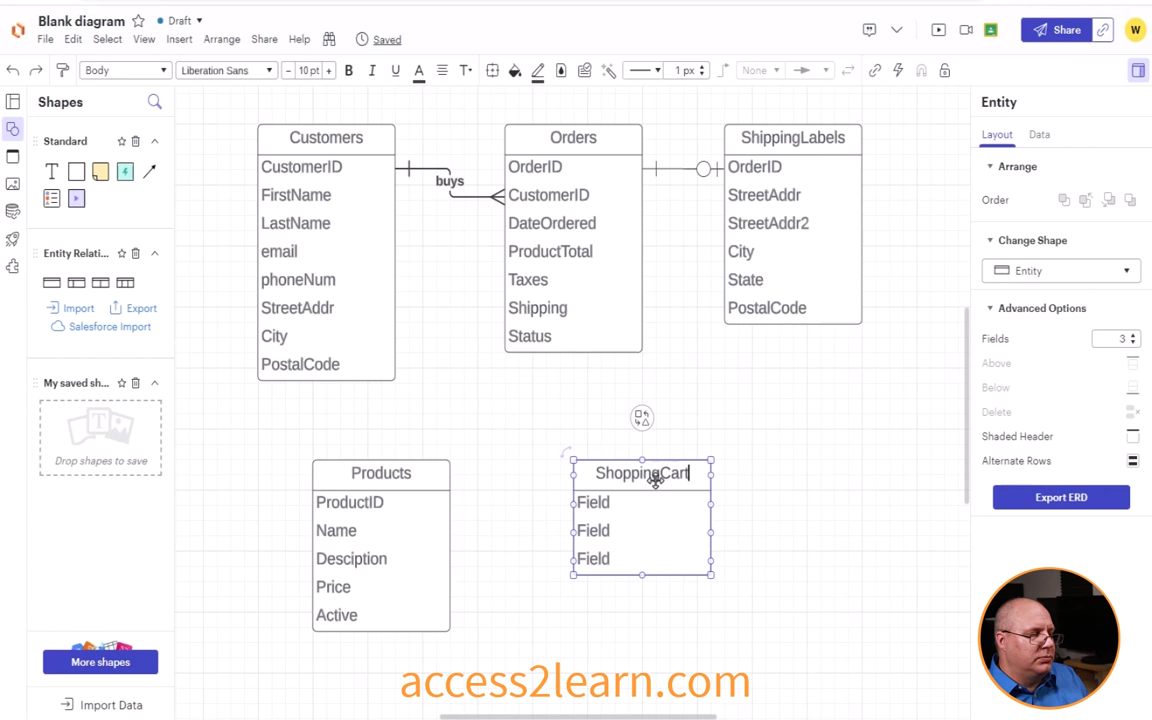 Blank diagram
Draft
File Edit Select View Insert Arrange Share Help
Saved
Share
W
Body
Liberation Sans
− 10 pt +
B I U A T
1 px
None
Shapes
Standard
T
Entity Relati...
Import
Export
Salesforce Import
My saved sh...
T
Drop shapes to save
More shapes
Import Data
Customers
CustomerID
FirstName
LastName
email
phoneNum
StreetAddr
City
PostalCode
buys
Orders
OrderID
CustomerID
DateOrdered
ProductTotal
Taxes
Shipping
Status
ShippingLabels
OrderID
StreetAddr
StreetAddr2
City
State
PostalCode
Products
ProductID
Name
Desciption
Price
Active
ShoppingCart
Field
Field
Field
Entity
Layout Data
Arrange
Order
Change Shape
Entity
Advanced Options
Fields 3
Above
Below
Delete
Shaded Header
Alternate Rows
Export ERD
access2learn.com